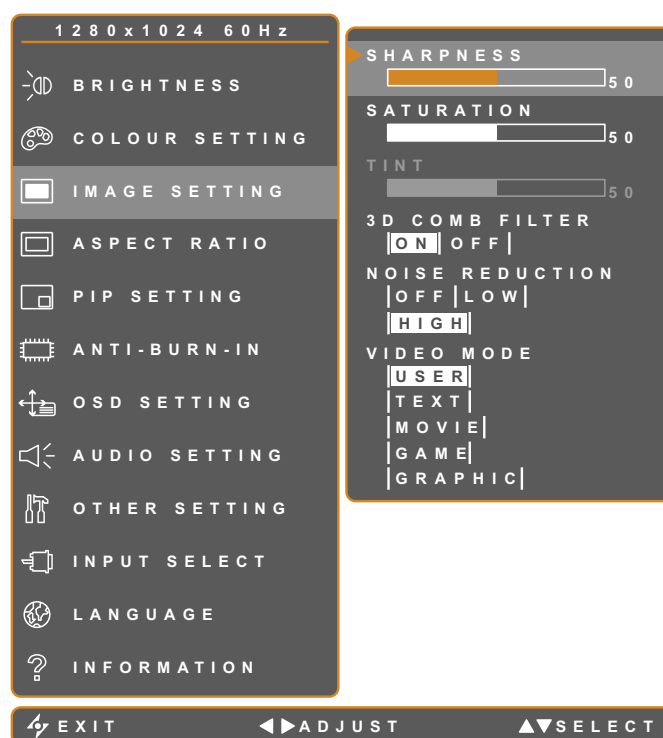 1280x1024 60Hz
BRIGHTNESS
COLOUR SETTING
IMAGE SETTING
ASPECT RATIO
PIP SETTING
ANTI-BURN-IN
OSD SETTING
AUDIO SETTING
OTHER SETTING
INPUT SELECT
LANGUAGE
INFORMATION
SHARPNESS
50
SATURATION
50
TINT
50
3D COMB FILTER
ON OFF
NOISE REDUCTION
OFF LOW
HIGH
VIDEO MODE
USER
TEXT
MOVIE
GAME
GRAPHIC
EXIT ADJUST SELECT